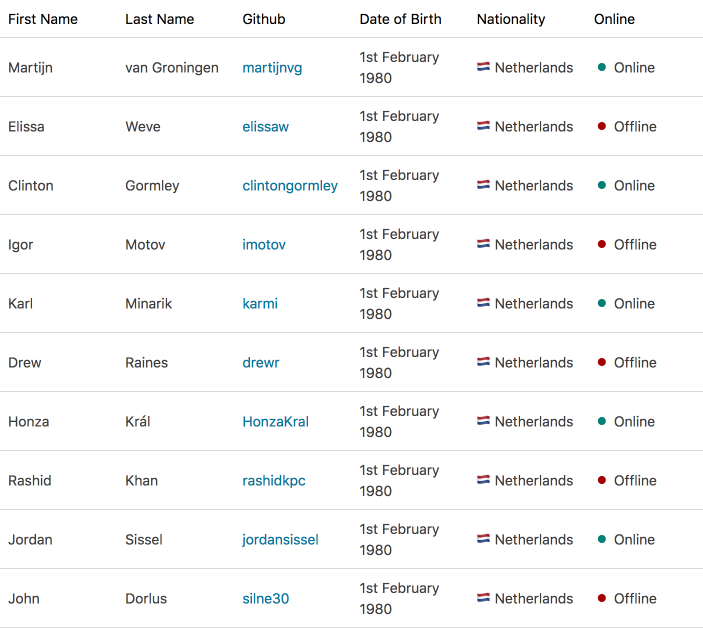 First Name Last Name Github Date of Birth Nationality Online
Martijn van Groningen martijnvg 1st February 1980 Netherlands Online
Elissa Weve elissaw 1st February 1980 Netherlands Offline
Clinton Gormley clintongormley 1st February 1980 Netherlands Online
Igor Motov imotov 1st February 1980 Netherlands Offline
Karl Minarik karmi 1st February 1980 Netherlands Online
Drew Raines drewr 1st February 1980 Netherlands Offline
Honza Král HonzaKral 1st February 1980 Netherlands Online
Rashid Khan rashidkpc 1st February 1980 Netherlands Offline
Jordan Sissel jordansissel 1st February 1980 Netherlands Online
John Dorlus silne30 1st February 1980 Netherlands Offline